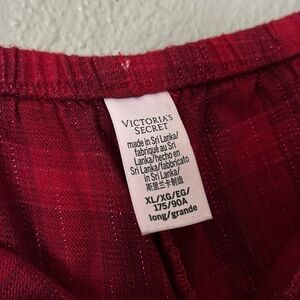 VICTORIA'S
SECRET
made in Sri Lanka/
fabriqué au Sri
Lanka/hecho en
Sri Lanka/fabbricato
in Sri Lanka/
斯里兰卡制造
XL/XG/EG/
175/90A
long/grande